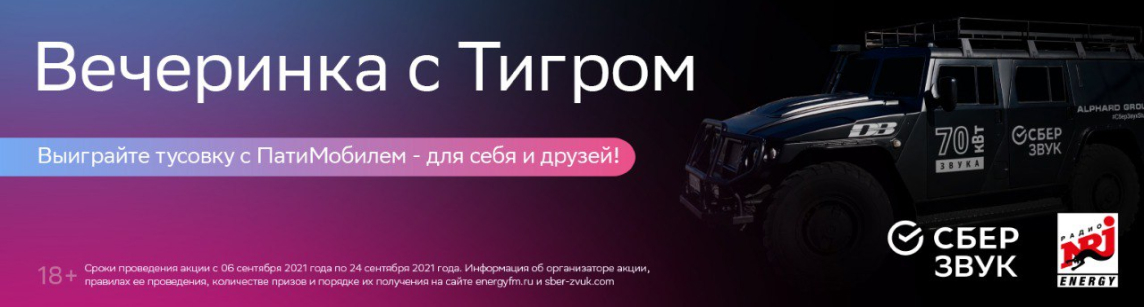 Вечеринка с Тигром
Выиграйте тусовку с ПатиМобилем - для себя и друзей!
18+
Сроки проведения акции с 06 сентября 2021 года по 24 сентября 2021 года. Информация об организаторе акции,
правилах ее проведения, количестве призов и порядке их получения на сайте energyfm.ru и sber-zvuk.com
DB
70 кВт
ЗВУКА
СБЕР
ЗВУК
ALPHARD GROU
СБЕР
ЗВУК
РАДИО
NRJ
ENERGY